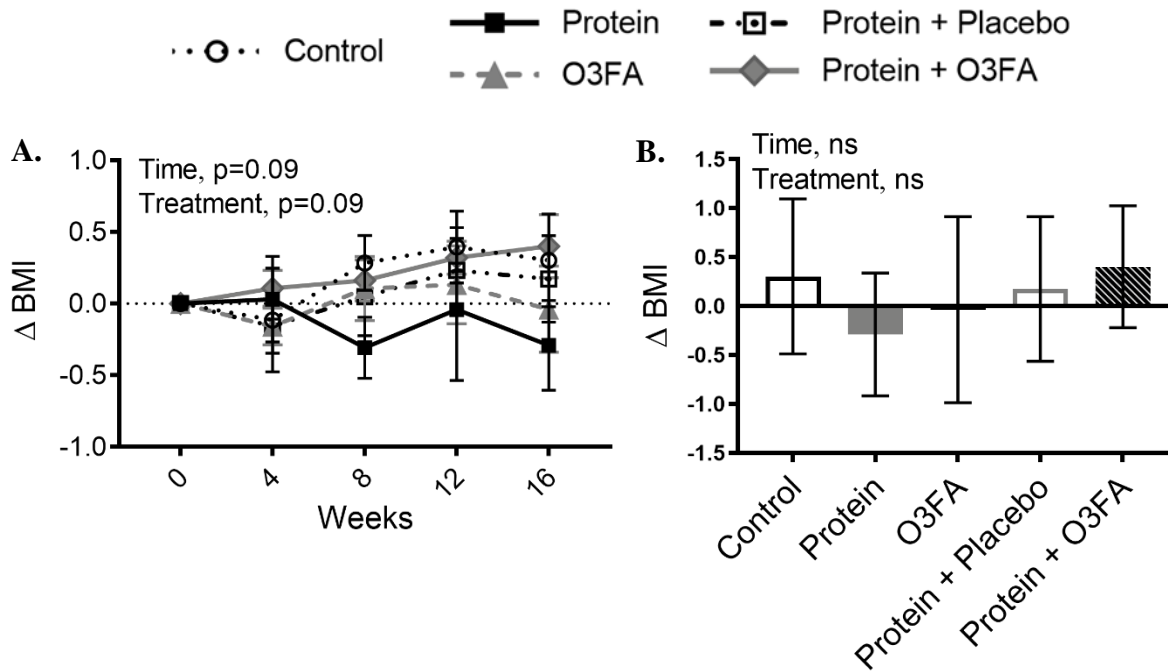 Control
Protein
O3FA
Protein + Placebo
Protein + O3FA
A.
Time, p=0.09
Treatment, p=0.09
Δ BMI
1.0
0.5
0.0
-0.5
-1.0
0
4
8
12
16
Weeks
B.
Time, ns
Treatment, ns
Δ BMI
1.5
1.0
0.5
0.0
-0.5
-1.0
-1.5
Control
Protein
O3FA
Protein + Placebo
Protein + O3FA